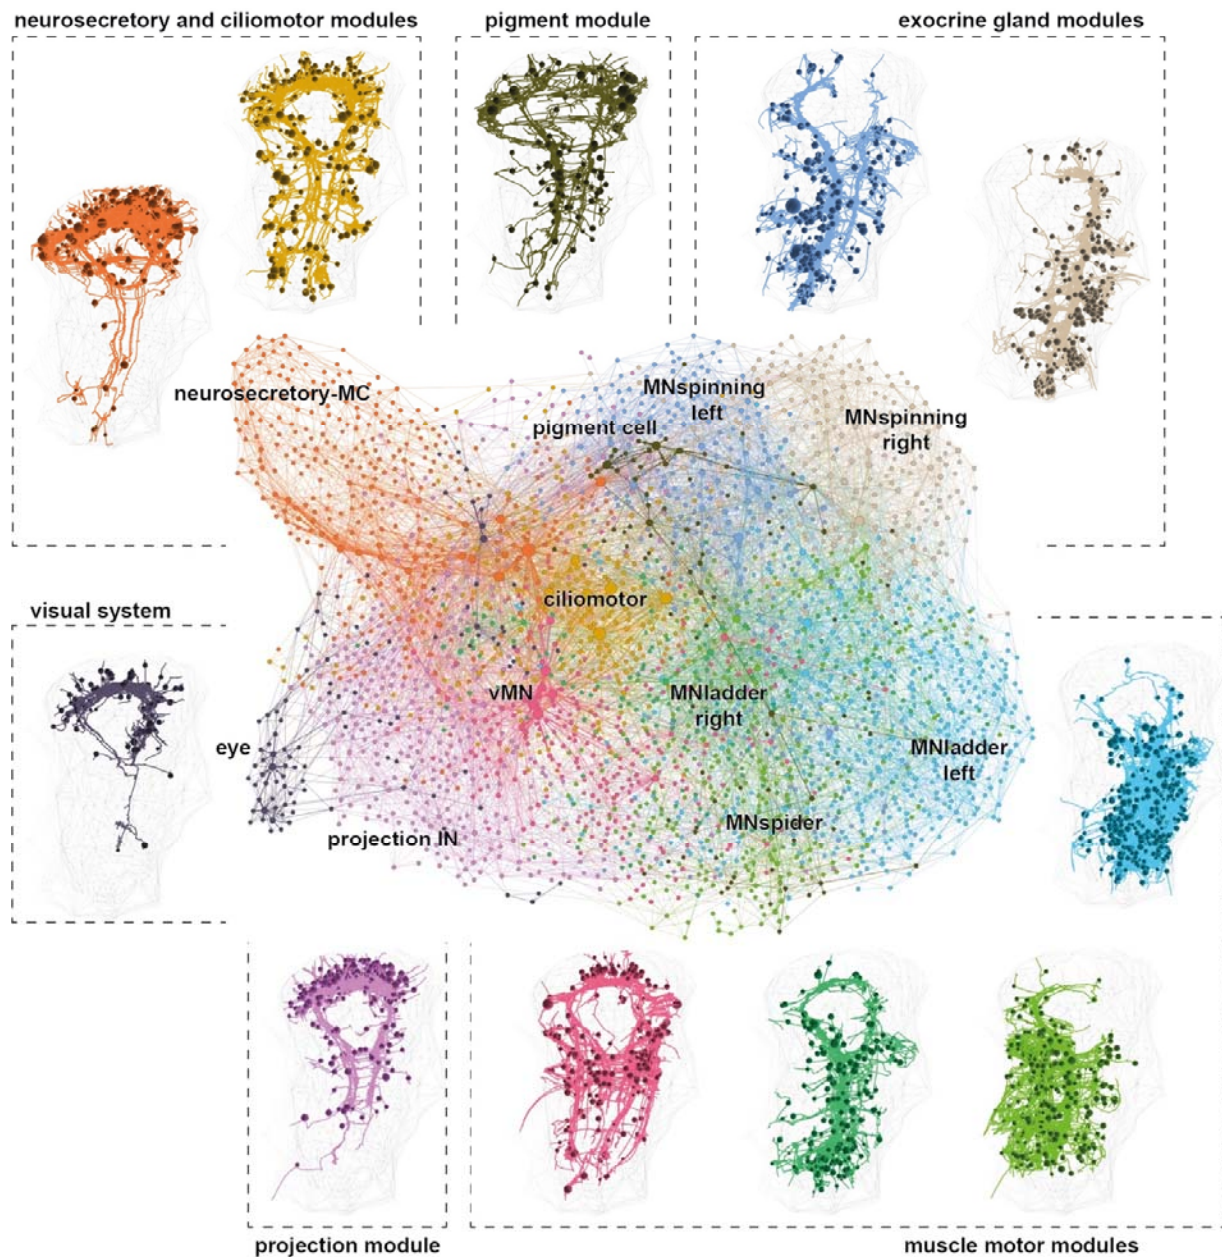 neurosecretory and ciliomotor modules
pigment module
exocrine gland modules
neurosecretory-MC
MNspinning
left
pigment cell
MNspinning
right
visual system
ciliomotor
vMN
MNladder
right
eye
MNladder
left
projection IN
MNspider
projection module
muscle motor modules